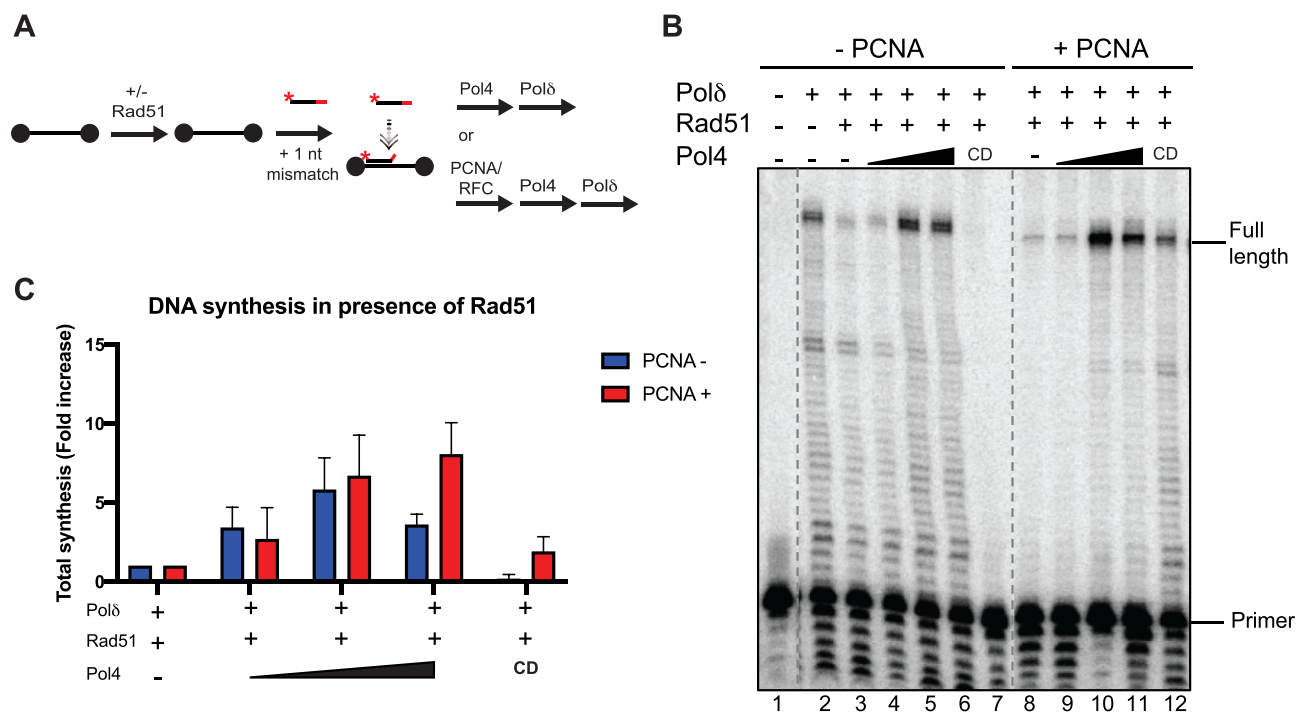 A
+/-
Rad51
*
+ 1 nt
mismatch
*
*
Pol4 Polδ
or
PCNA/
RFC Pol4 Polδ
B
- PCNA + PCNA
Polδ - + + + + + + + + + + +
Rad51 - - + + + + + + + + + +
Pol4 - - - CD - CD
Full
length
Primer
1 2 3 4 5 6 7 8 9 10 11 12
C
DNA synthesis in presence of Rad51
Total synthesis (Fold increase)
15
10
5
0
PCNA -
PCNA +
Polδ + + + + +
Rad51 + + + + +
Pol4 - CD